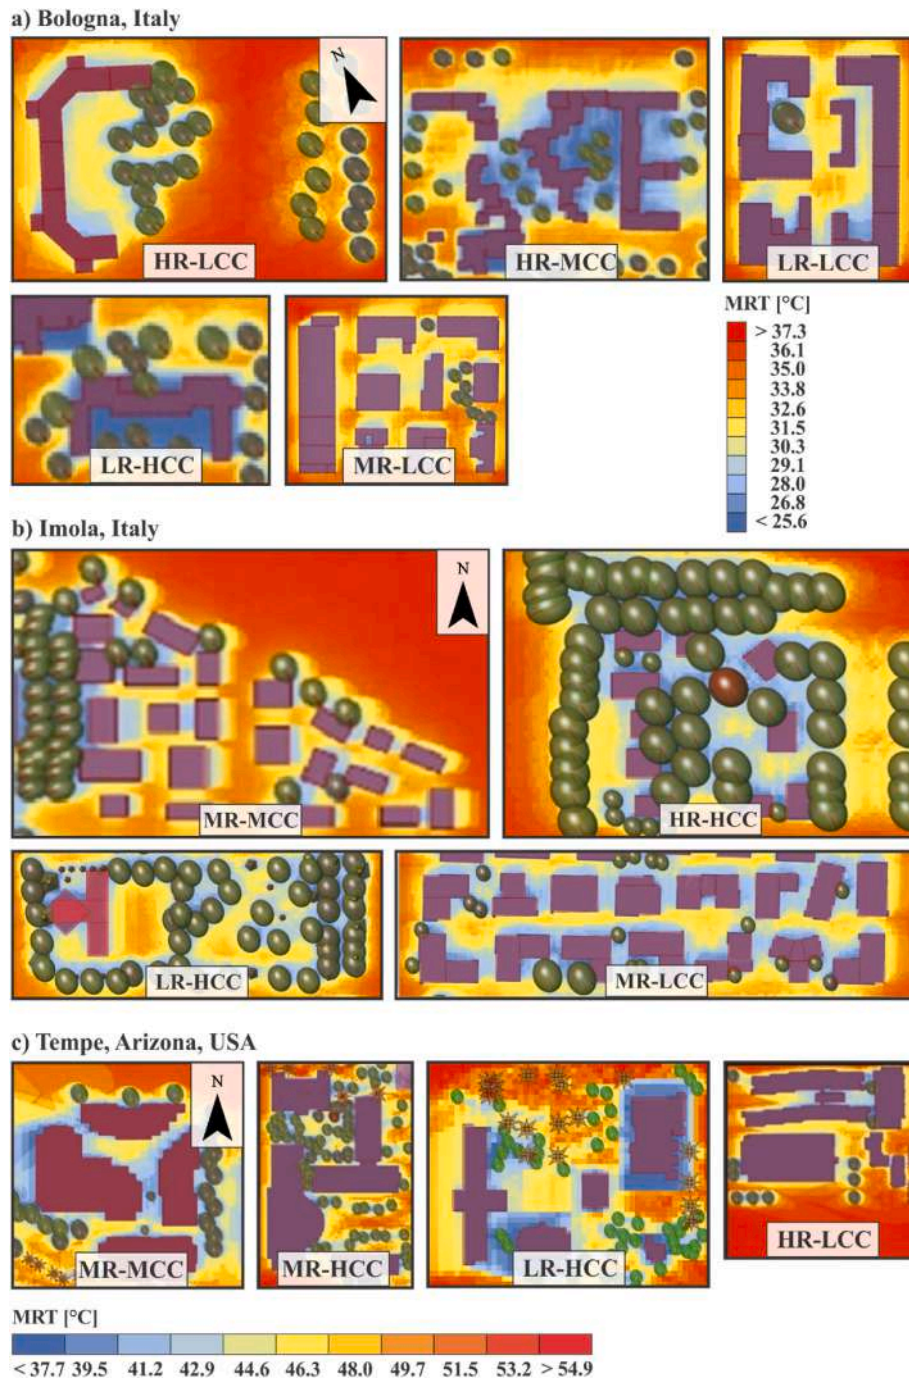 a) Bologna, Italy
N
HR-LCC
HR-MCC
LR-LCC
LR-HCC
MR-LCC
MRT [°C]
> 37.3
36.1
35.0
33.8
32.6
31.5
30.3
29.1
28.0
26.8
< 25.6
b) Imola, Italy
N
MR-MCC
HR-HCC
LR-HCC
MR-LCC
c) Tempe, Arizona, USA
N
MR-MCC
MR-HCC
LR-HCC
HR-LCC
MRT [°C]
< 37.7 39.5 41.2 42.9 44.6 46.3 48.0 49.7 51.5 53.2 > 54.9